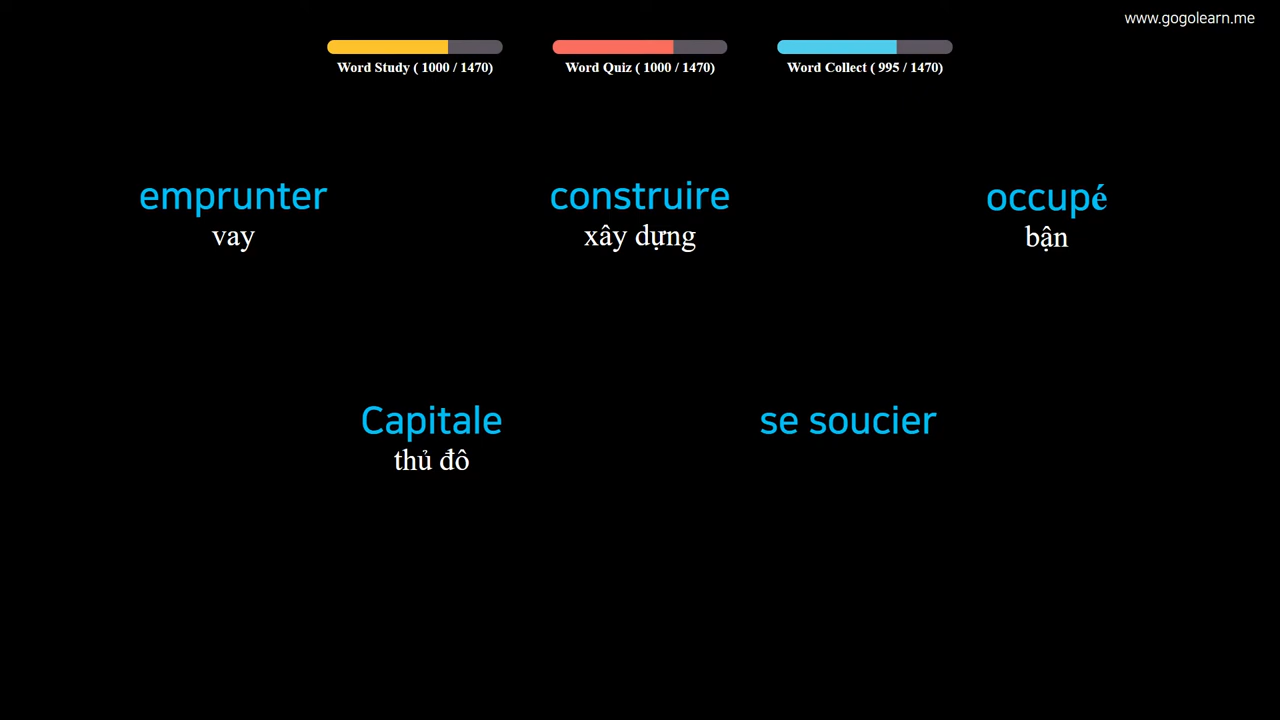 www.gogolearn.me
Word Study ( 1000 / 1470)
Word Quiz ( 1000 / 1470)
Word Collect ( 995 / 1470)
emprunter
vay
construire
xây dựng
occupé
bận
Capitale
thủ đô
se soucier